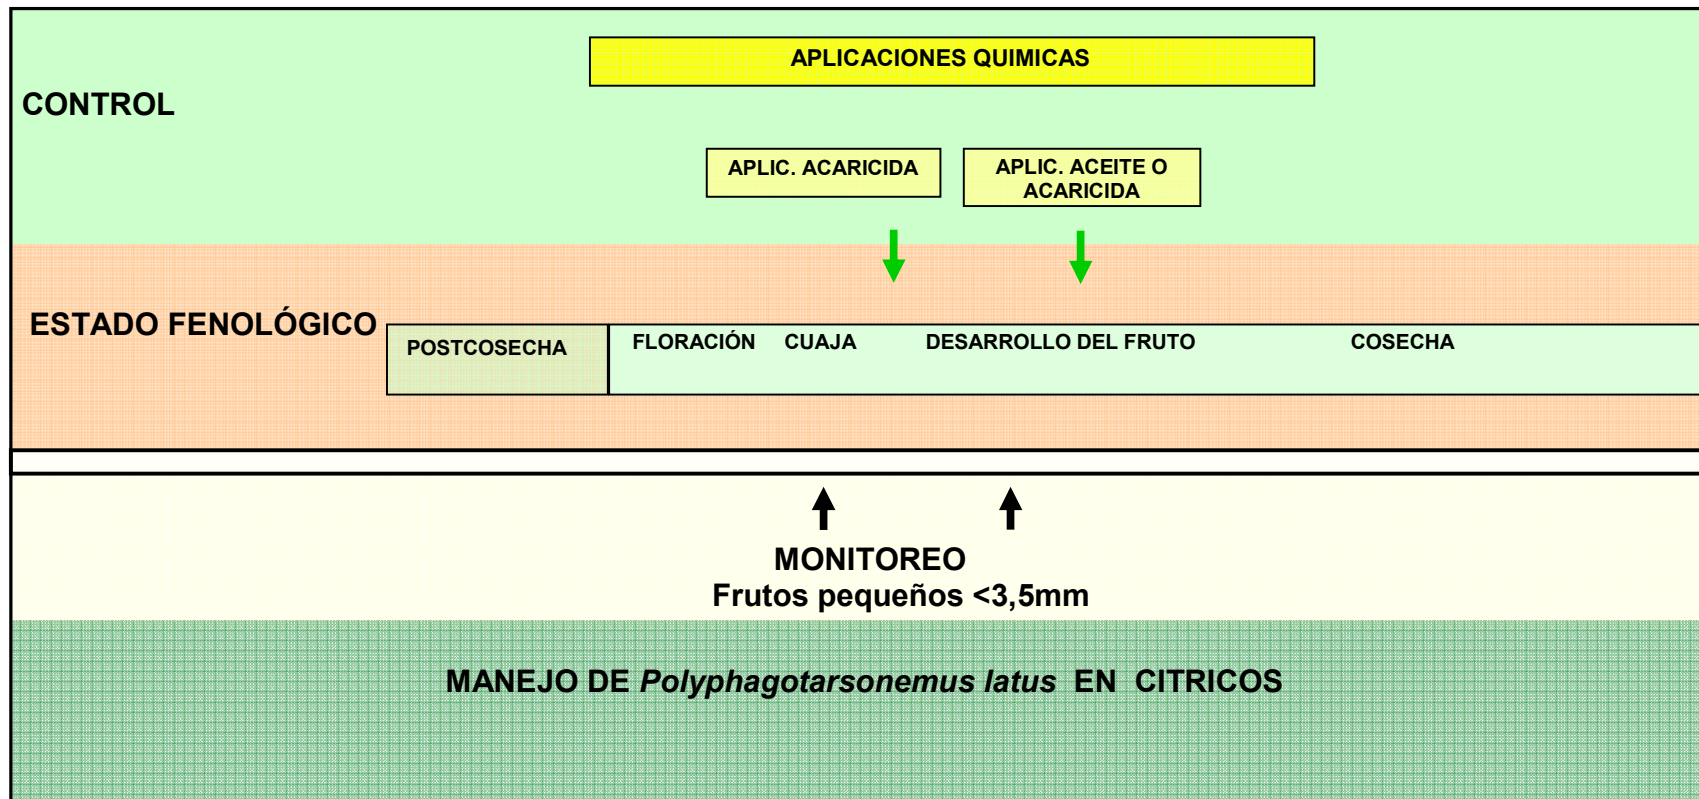 APLICACIONES QUIMICAS
CONTROL
APLIC. ACARICIDA
APLIC. ACEITE O
ACARICIDA
ESTADO FENOLÓGICO
POSTCOSECHA
FLORACIÓN CUAJA DESARROLLO DEL FRUTO COSECHA
MONITOREO
Frutos pequeños <3,5mm
MANEJO DE Polyphagotarsonemus latus EN CITRICOS